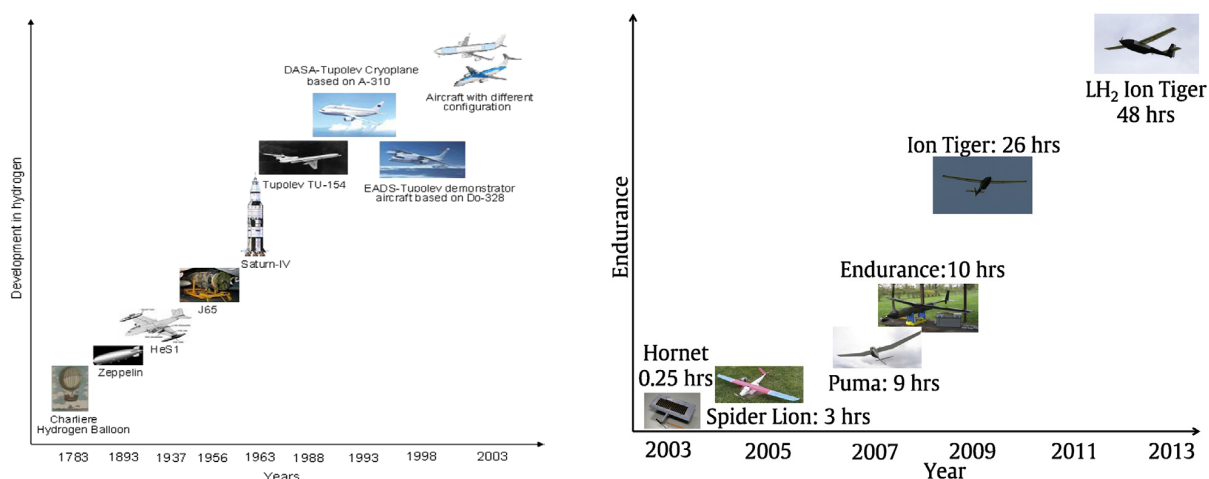 DASA-Tupolev Cryoplane
based on A-310
Aircraft with different
configuration
Tupolev TU-154
EADS-Tupolev demonstrator
aircraft based on Do-328
Saturn-IV
J65
HeS1
Zeppelin
Charliere
Hydrogen Balloon
Development in hydrogen
1783 1893 1937 1956 1963 1988 1993 1998 2003
Years
LH₂ Ion Tiger
48 hrs
Ion Tiger: 26 hrs
Endurance:10 hrs
Hornet
0.25 hrs
Puma: 9 hrs
Spider Lion: 3 hrs
Endurance
2003 2005 2007 2009 2011 2013
Year